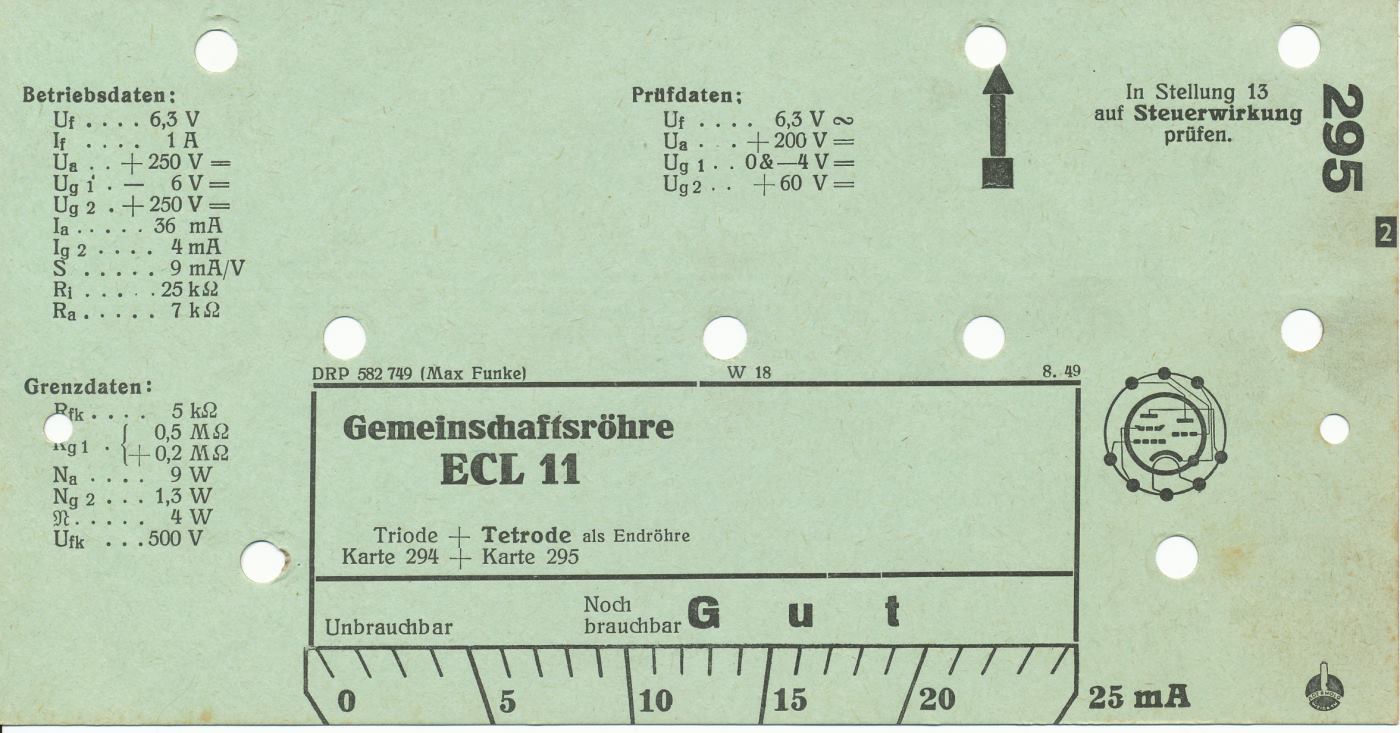 Betriebsdaten:
Uf . . . . 6,3 V
If . . . . 1 A
Ua . . + 250 V =
Ug 1 . — 6 V =
Ug 2 . + 250 V =
Ia . . . . . 36 mA
Ig 2 . . . . 4 mA
S . . . . . 9 mA/V
Ri . . . . . 25 kΩ
Ra . . . . . 7 kΩ
Grenzdaten:
Rfk . . . . 5 kΩ
Rg 1 . { 0,5 MΩ
+ 0,2 MΩ
Na . . . . 9 W
Ng 2 . . . 1,3 W
𝔑 . . . . . 4 W
Ufk . . . 500 V
Prüfdaten:
Uf . . . . 6,3 V ∾
Ua . . . + 200 V =
Ug 1 . . 0&—4 V =
Ug 2 . . + 60 V =
In Stellung 13
auf Steuerwirkung
prüfen.
295
2
DRP 582 749 (Max Funke) W 18 8. 49
Gemeinschaftsröhre
ECL 11
Triode + Tetrode als Endröhre
Karte 294 + Karte 295
Unbrauchbar
Noch
brauchbar
G u t
0 5 10 15 20 25 mA